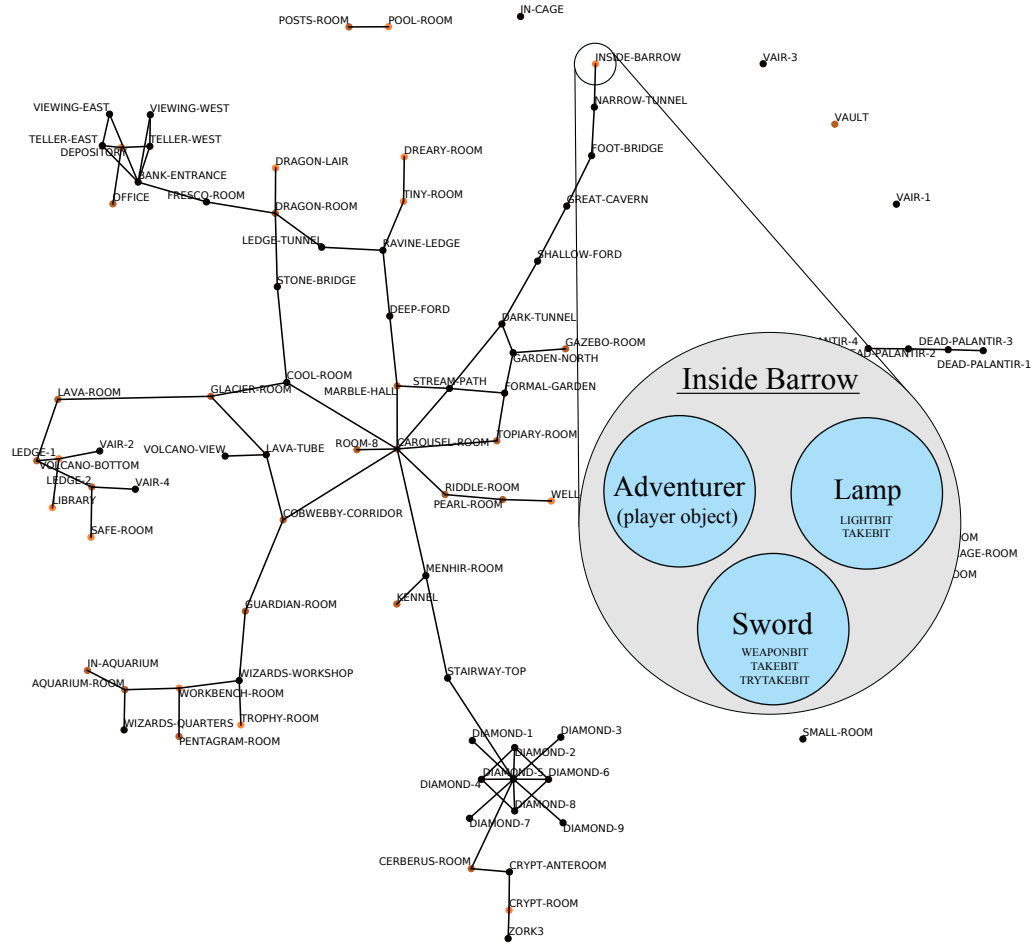 IN-CAGE
POSTS-ROOM
POOL-ROOM
INSIDE-BARROW
VAIR-3
NARROW-TUNNEL
VIEWING-EAST
VIEWING-WEST
VAULT
TELLER-EAST
TELLER-WEST
DEPOSITORY
DREARY-ROOM
FOOT-BRIDGE
DRAGON-LAIR
BANK-ENTRANCE
OFFICE
FRESCO-ROOM
TINY-ROOM
GREAT-CAVERN
VAIR-1
DRAGON-ROOM
LEDGE-TUNNEL
RAVINE-LEDGE
SHALLOW-FORD
STONE-BRIDGE
DEEP-FORD
DARK-TUNNEL
GAZEBO-ROOM
GARDEN-NORTH
DEAD-PALANTIR-3
DEAD-PALANTIR-1
COOL-ROOM
LAVA-ROOM
GLACIER-ROOM
MARBLE-HALL
STREAM-PATH
FORMAL-GARDEN
Inside Barrow
VAIR-2
VOLCANO-VIEW
LAVA-TUBE
ROOM-8
CAROUSEL-ROOM
TOPIARY-ROOM
LEDGE-1
VOLCANO-BOTTOM
LEDGE-2
VAIR-4
LIBRARY
RIDDLE-ROOM
PEARL-ROOM
WELL
Adventurer
(player object)
Lamp
LIGHTBIT
TAKEBIT
SAFE-ROOM
COBWEBBY-CORRIDOR
MENHIR-ROOM
KENNEL
GUARDIAN-ROOM
Sword
WEAPONBIT
TAKEBIT
TRYTAKEBIT
IN-AQUARIUM
AQUARIUM-ROOM
WORKBENCH-ROOM
WIZARDS-WORKSHOP
STAIRWAY-TOP
WIZARDS-QUARTERS
TROPHY-ROOM
PENTAGRAM-ROOM
SMALL-ROOM
DIAMOND-1
DIAMOND-3
DIAMOND-2
DIAMOND-4
DIAMOND-5
DIAMOND-6
DIAMOND-8
DIAMOND-7
DIAMOND-9
CERBERUS-ROOM
CRYPT-ANTEROOM
CRYPT-ROOM
ZORK3